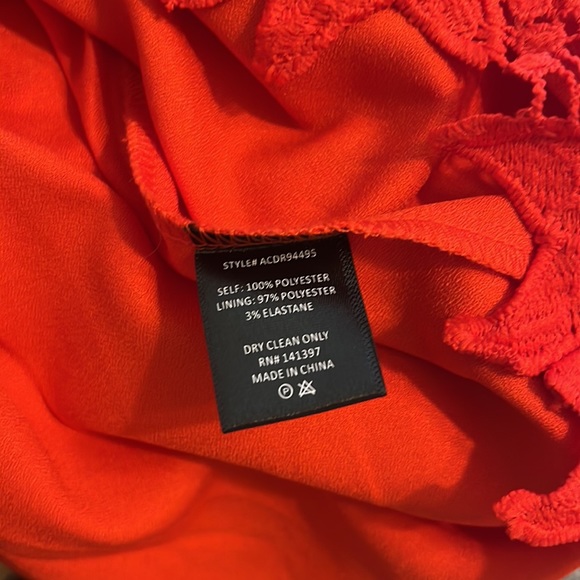 STYLE# ACDR94495
SELF: 100% POLYESTER
LINING: 97% POLYESTER
3% ELASTANE
DRY CLEAN ONLY
RN# 141397
MADE IN CHINA
P